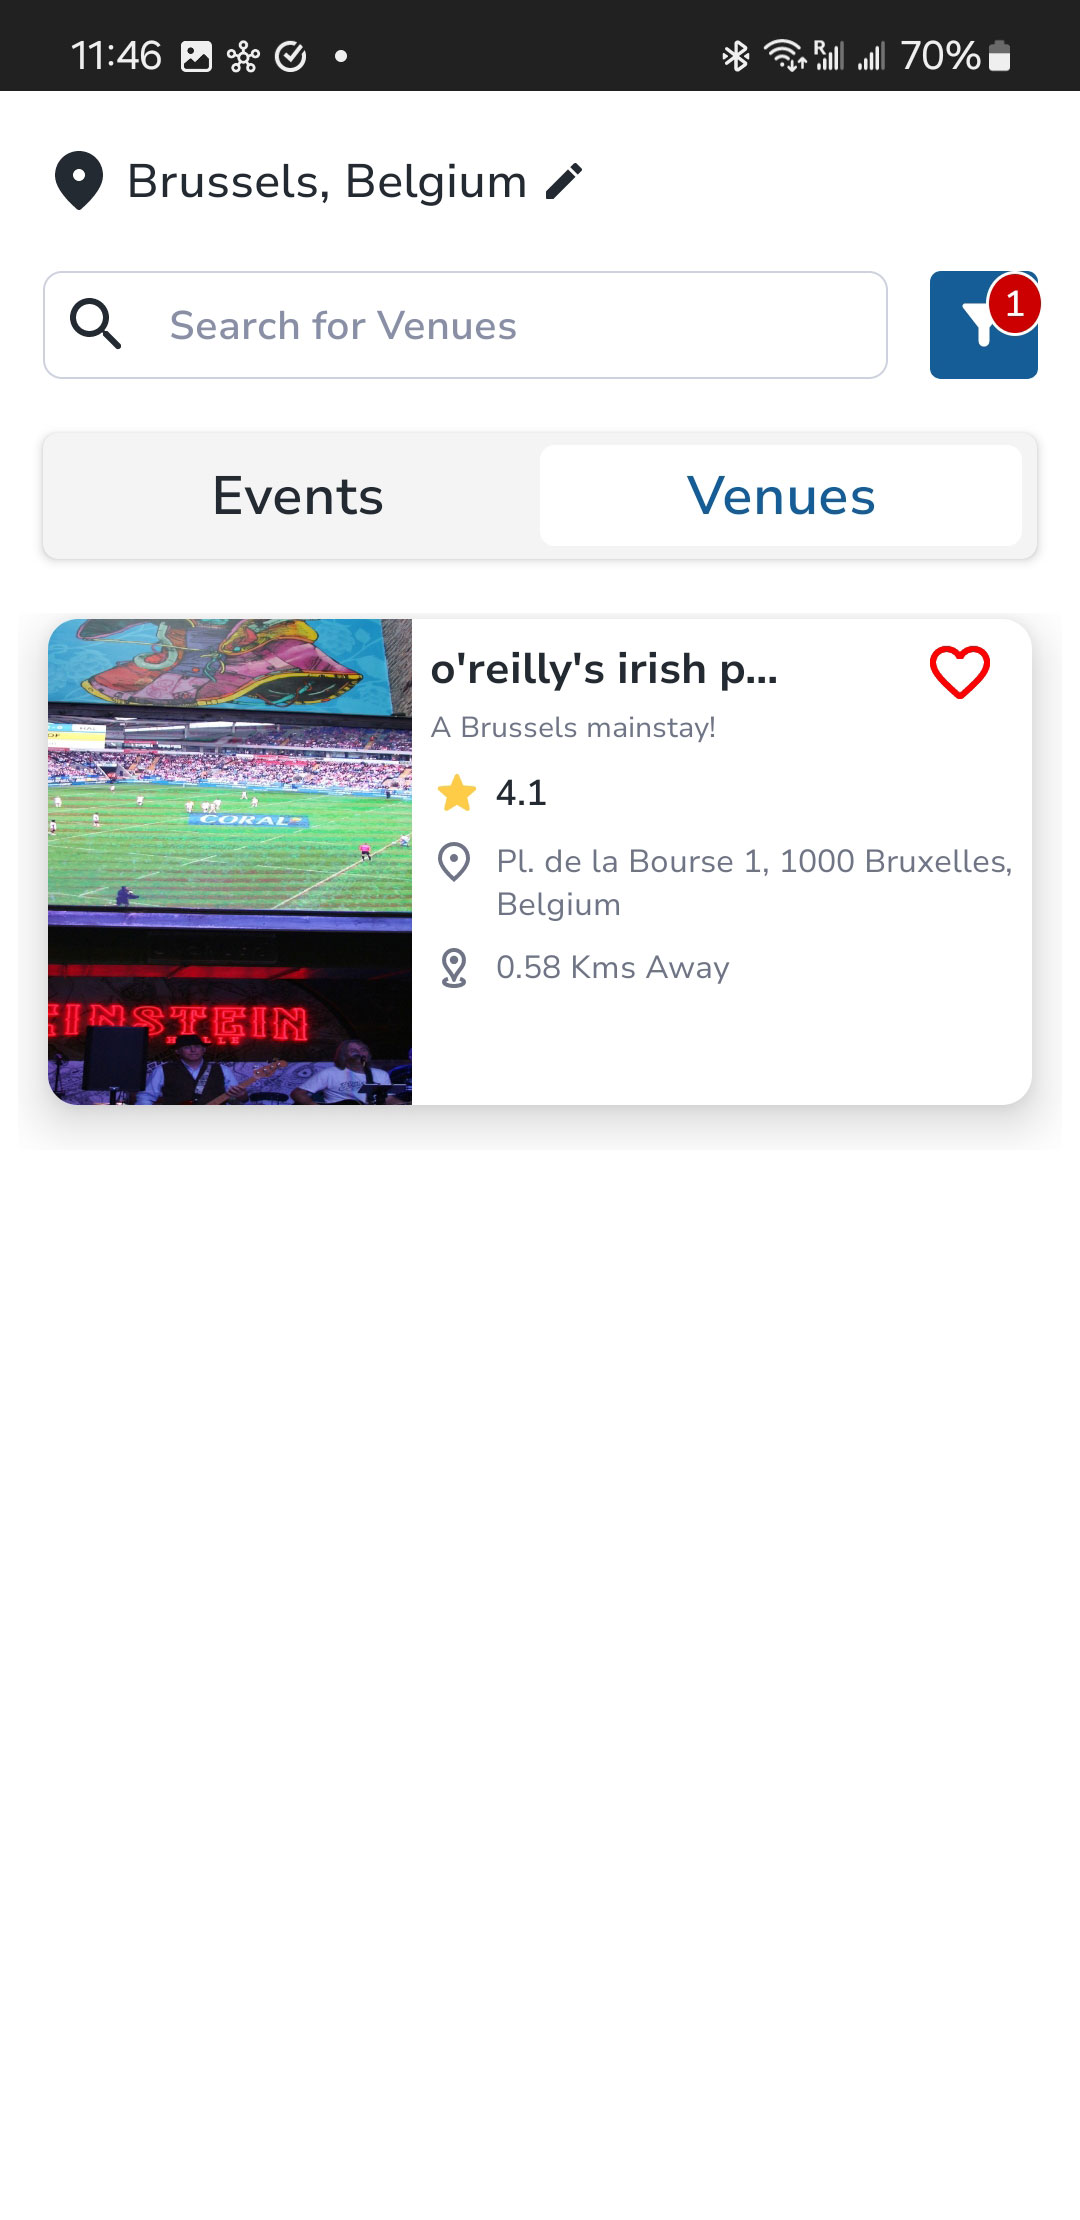 11:46
R
70%
Brussels, Belgium
Search for Venues
1
Events
Venues
o'reilly's irish p...
A Brussels mainstay!
4.1
Pl. de la Bourse 1, 1000 Bruxelles,
Belgium
0.58 Kms Away
CORAL
EINSTEIN